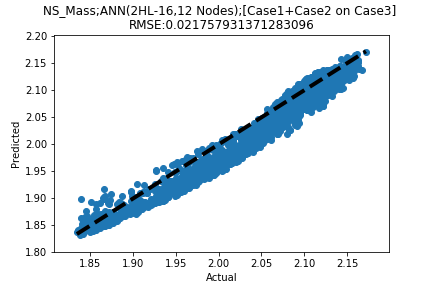 NS_Mass;ANN(2HL-16,12 Nodes);[Case1+Case2 on Case3]
RMSE:0.021757931371283096
2.20
2.15
2.10
2.05
2.00
1.95
1.90
1.85
1.80
Predicted
1.85 1.90 1.95 2.00 2.05 2.10 2.15
Actual